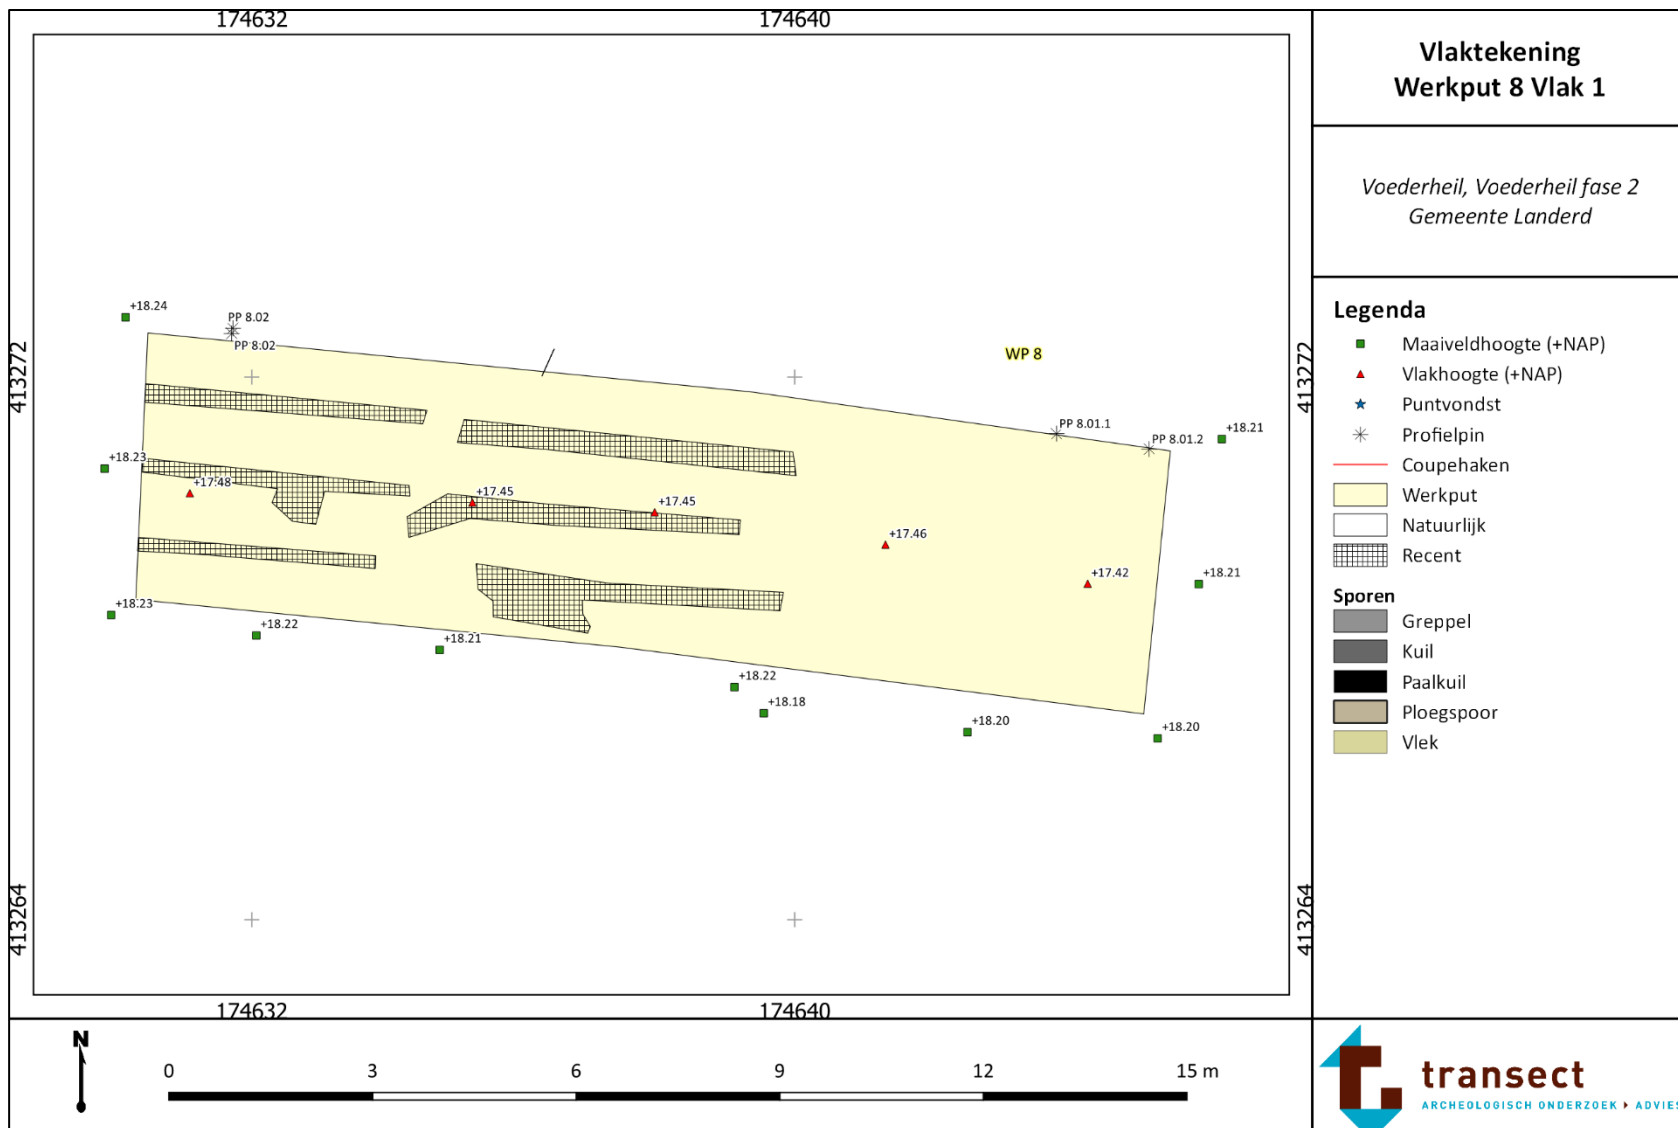 174632
174640
Vlaktekening
Werkput 8 Vlak 1
Voederheil, Voederheil fase 2
Gemeente Landerd
Legenda
Maaiveldhoogte (+NAP)
Vlakhoogte (+NAP)
Puntvondst
Profielpin
Coupehaken
Werkput
Natuurlijk
Recent
Sporen
Greppel
Kuil
Paalkuil
Ploegspoor
Vlek
413272
413272
+18.24
PP 8.02
PP 8.02
WP 8
PP 8.01.1
PP 8.01.2
+18.21
+18.23
+17.48
+17.45
+17.45
+17.46
+17.42
+18.21
+18.23
+18.22
+18.21
+18.22
+18.18
+18.20
+18.20
413264
413264
174632
174640
N
0
3
6
9
12
15 m
transect
ARCHEOLOGISCH ONDERZOEK ADVIES